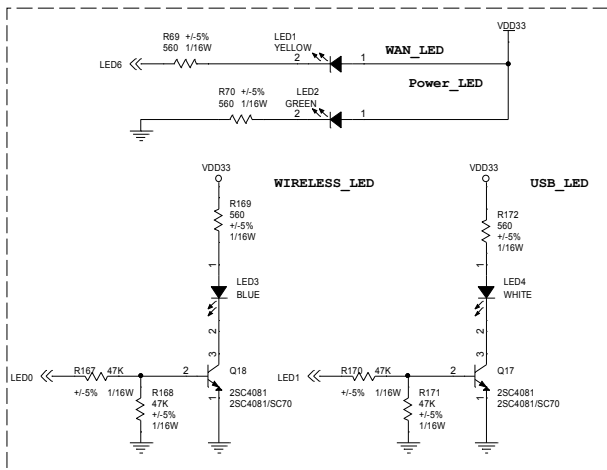 R69 +/-5%
560 1/16W
LED1
YELLOW
WAN_LED
VDD33
LED6
2
1
R70 +/-5%
560 1/16W
LED2
GREEN
Power_LED
2
1
VDD33
WIRELESS_LED
VDD33
USB_LED
R169
560
+/-5%
1/16W
R172
560
+/-5%
1/16W
1
LED3
BLUE
2
1
LED4
WHITE
2
LED0
R167 47K
+/-5% 1/16W
2
3
1
Q18
2SC4081
2SC4081/SC70
R168
47K
+/-5%
1/16W
LED1
R170 47K
+/-5% 1/16W
2
3
1
Q17
2SC4081
2SC4081/SC70
R171
47K
+/-5%
1/16W